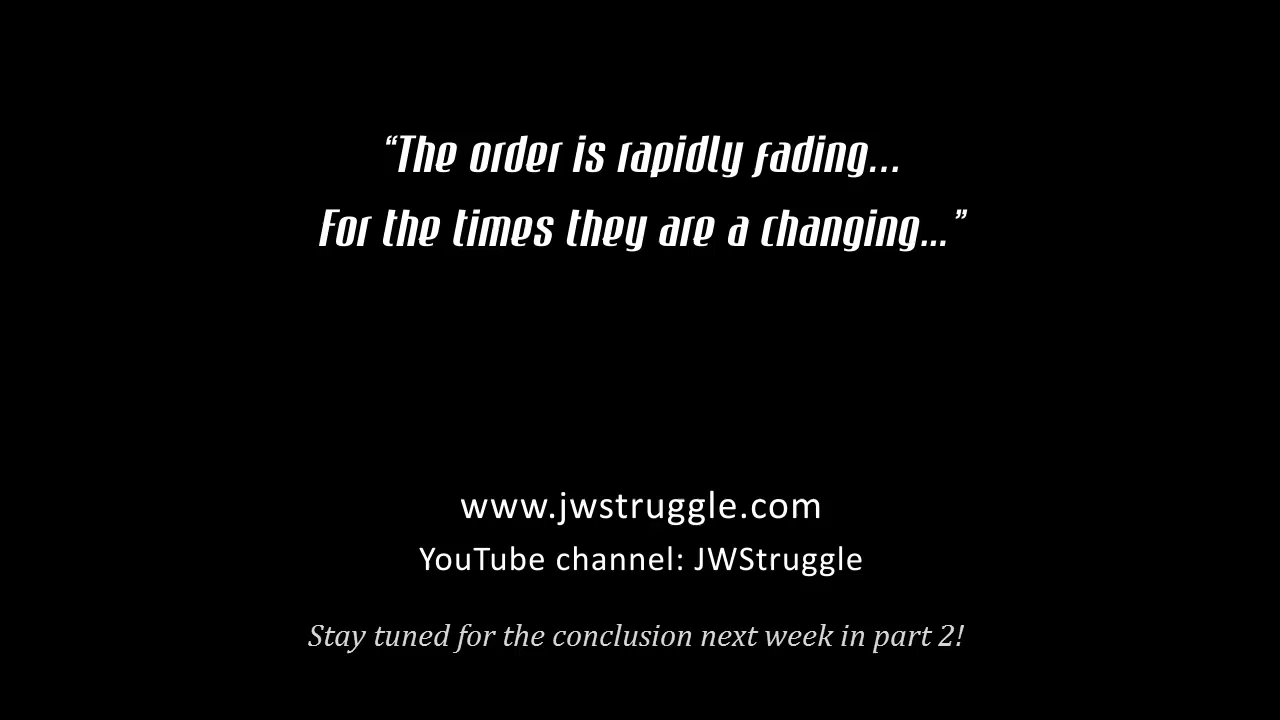 “The order is rapidly fading...
For the times they are a changing...”
www.jwstruggle.com
YouTube channel: JWStruggle
Stay tuned for the conclusion next week in part 2!